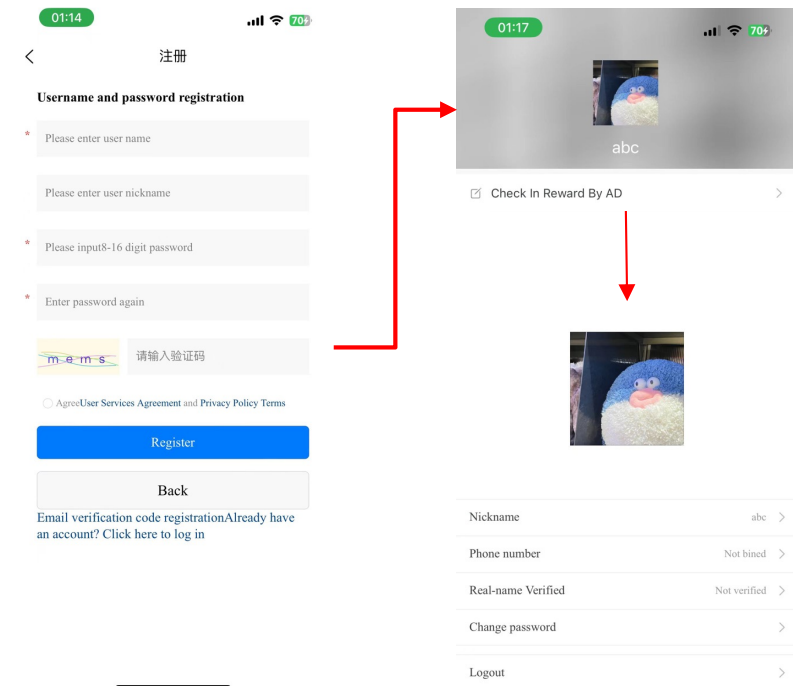 01:14
70
注册
Username and password registration
* Please enter user name
Please enter user nickname
* Please input8-16 digit password
* Enter password again
m e m s
请输入验证码
AgreeUser Services Agreement and Privacy Policy Terms
Register
Back
Email verification code registrationAlready have
an account? Click here to log in
01:17
70
abc
Check In Reward By AD
Nickname
abc
Phone number
Not bined
Real-name Verified
Not verified
Change password
Logout